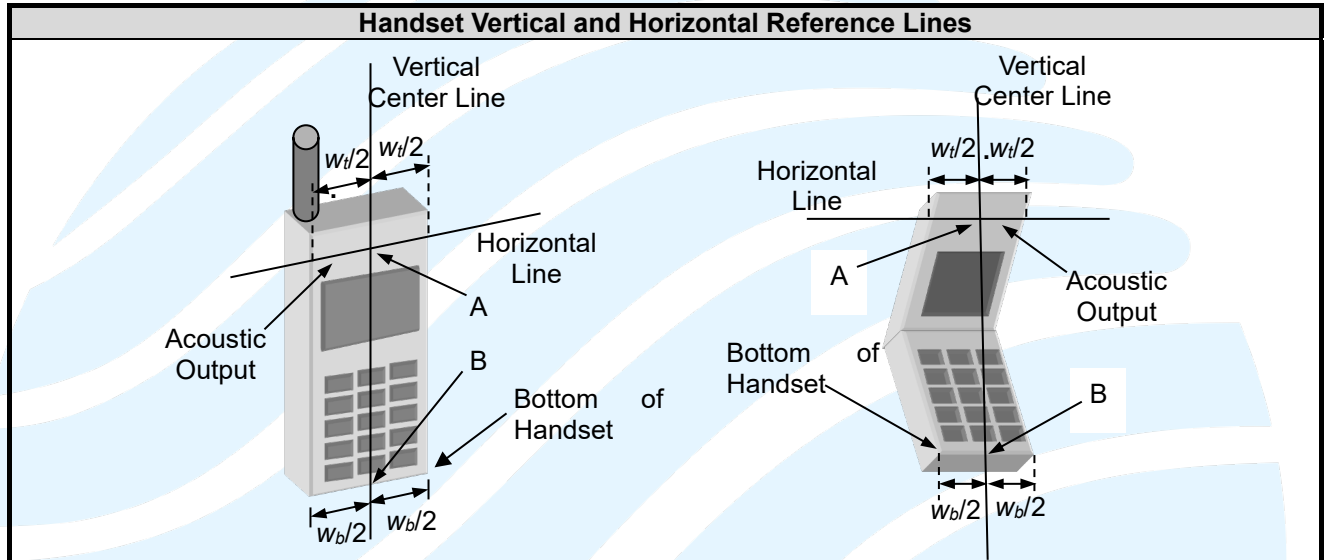 Handset Vertical and Horizontal Reference Lines
Vertical
Center Line
wt/2
wt/2
Horizontal
Line
A
Acoustic
Output
B
Bottom of
Handset
wb/2
wb/2
Vertical
Center Line
wt/2
wt/2
Horizontal
Line
A
Acoustic
Output
Bottom of
Handset
B
wb/2
wb/2